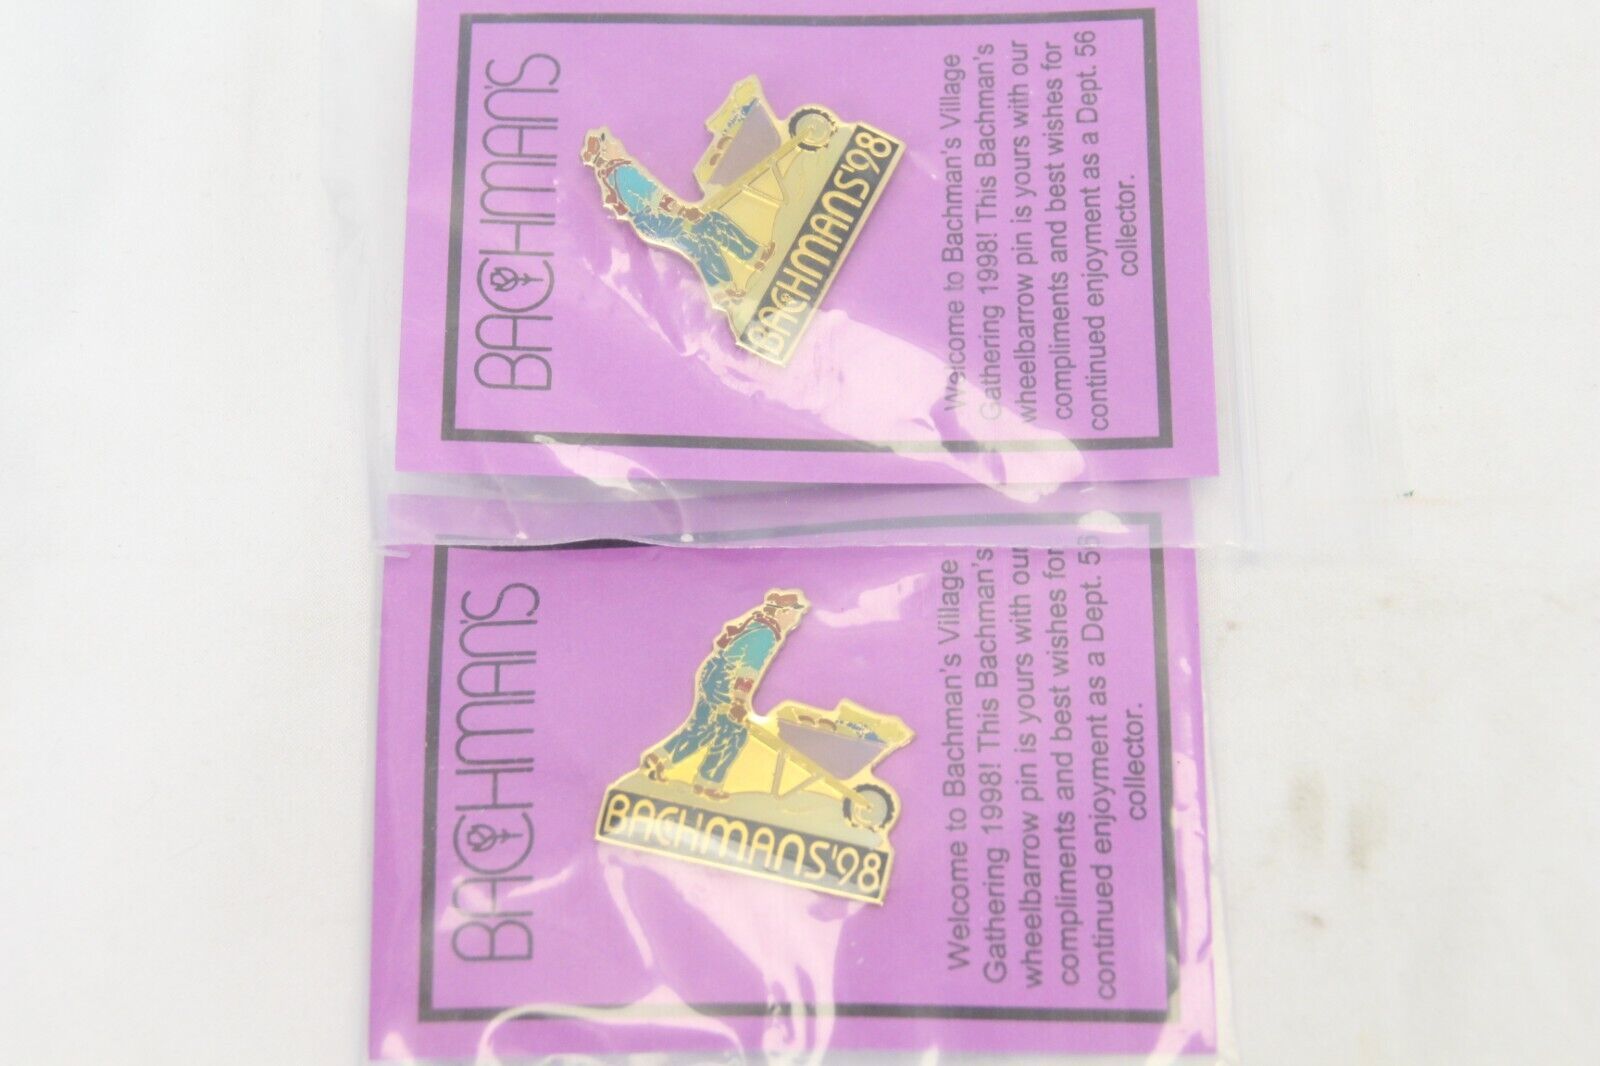 BACHMAN'S
BACHMANS'98
Welcome to Bachman's Village
Gathering 1998! This Bachman's
wheelbarrow pin is yours with our
compliments and best wishes for
continued enjoyment as a Dept. 56
collector.
BACHMAN'S
BACHMANS'98
Welcome to Bachman's Village
Gathering 1998! This Bachman's
wheelbarrow pin is yours with our
compliments and best wishes for
continued enjoyment as a Dept. 56
collector.